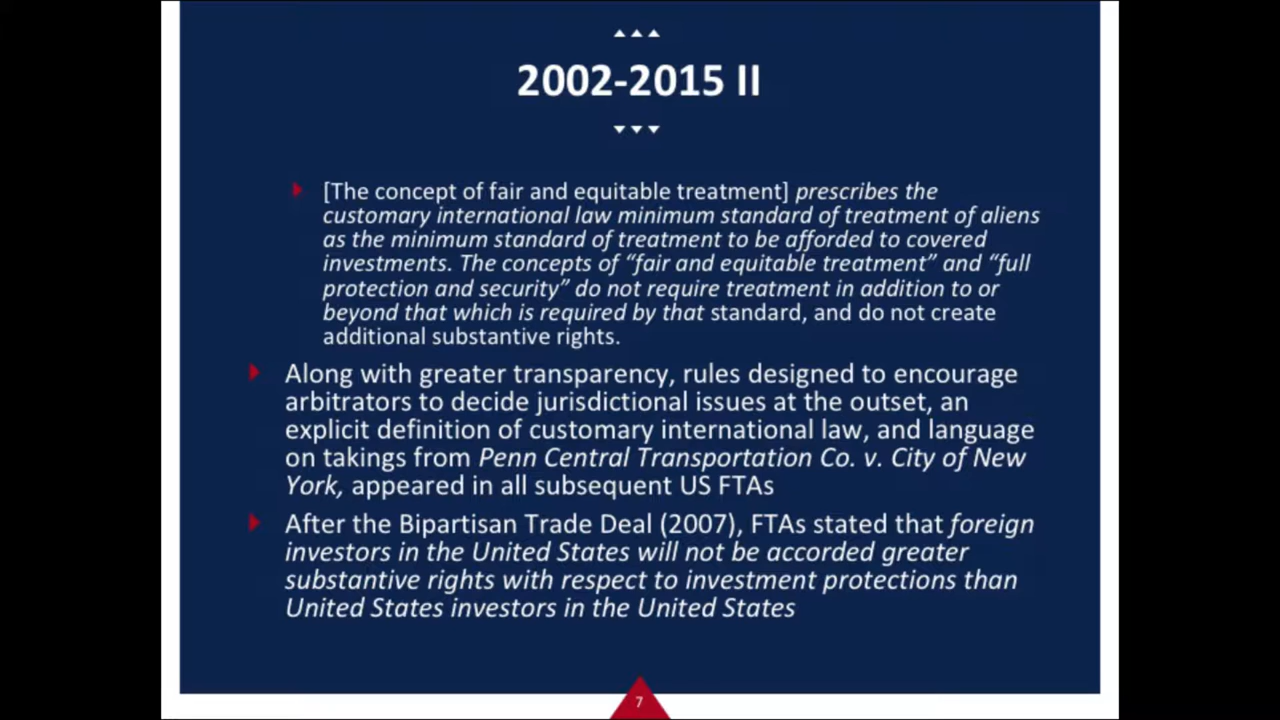 2002-2015 II
[The concept of fair and equitable treatment] prescribes the
customary international law minimum standard of treatment of aliens
as the minimum standard of treatment to be afforded to covered
investments. The concepts of “fair and equitable treatment” and “full
protection and security” do not require treatment in addition to or
beyond that which is required by that standard, and do not create
additional substantive rights.
Along with greater transparency, rules designed to encourage
arbitrators to decide jurisdictional issues at the outset, an
explicit definition of customary international law, and language
on takings from Penn Central Transportation Co. v. City of New
York, appeared in all subsequent US FTAs
After the Bipartisan Trade Deal (2007), FTAs stated that foreign
investors in the United States will not be accorded greater
substantive rights with respect to investment protections than
United States investors in the United States
7